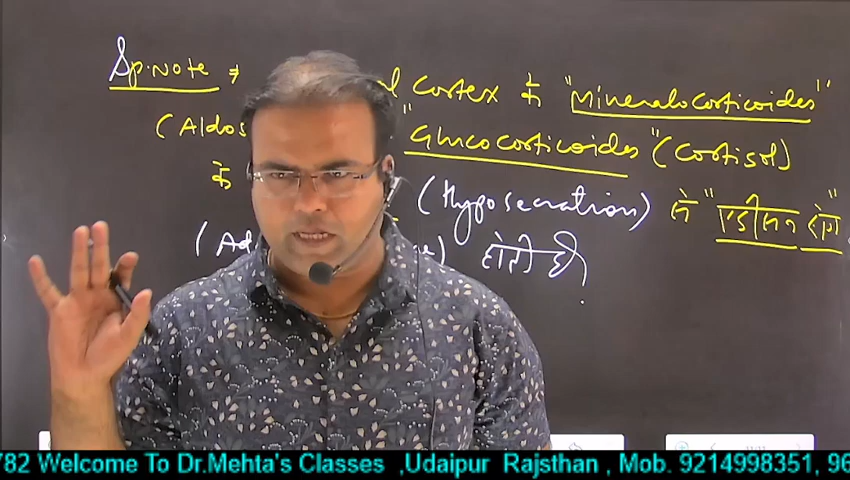 Sp.note ⇒ l cortex के "Mineralocorticoides"
(Aldos "Glucocorticoides" (Cortisol)
के (Hyposecration) से "एडीसन रोग"
(Ad e) होती है।
782 Welcome To Dr.Mehta's Classes ,Udaipur Rajsthan , Mob. 9214998351, 96